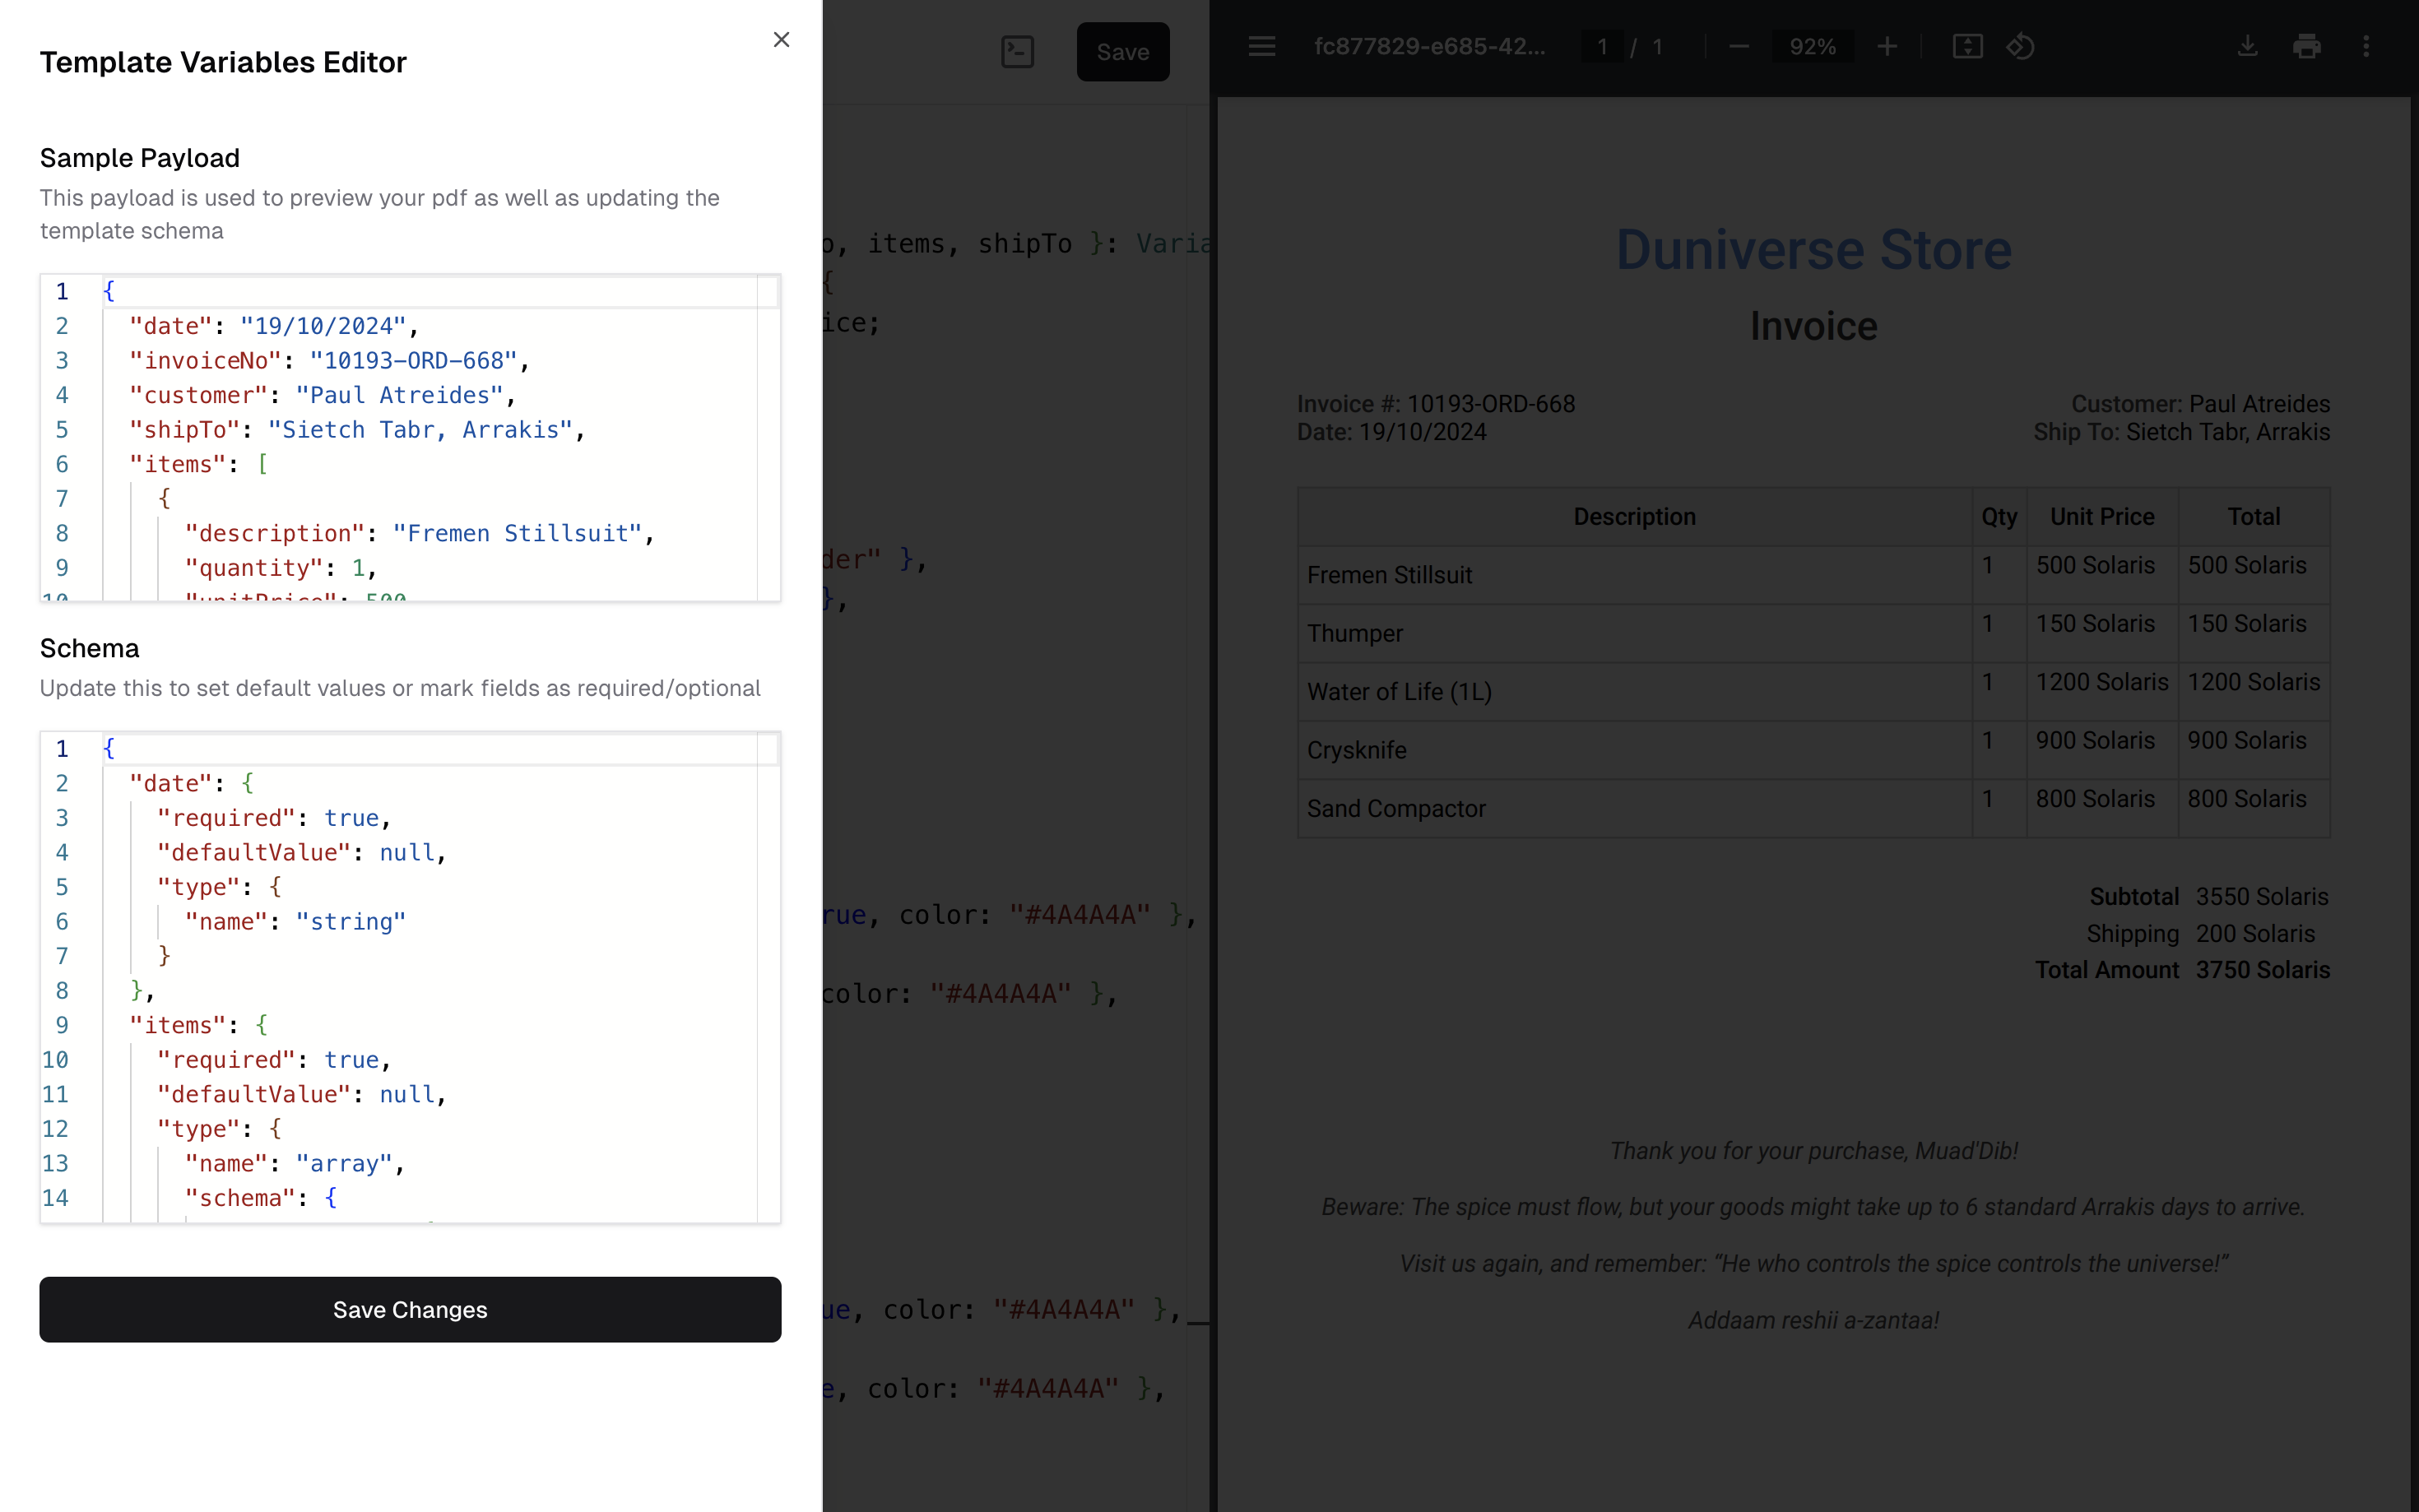 Template Variables Editor
Sample Payload
This payload is used to preview your pdf as well as updating the
template schema
1 {
2 "date": "19/10/2024",
3 "invoiceNo": "10193-ORD-668",
4 "customer": "Paul Atreides",
5 "shipTo": "Sietch Tabr, Arrakis",
6 "items": [
7 {
8 "description": "Fremen Stillsuit",
9 "quantity": 1,
10 "unitPrice": 500
Schema
Update this to set default values or mark fields as required/optional
1 {
2 "date": {
3 "required": true,
4 "defaultValue": null,
5 "type": {
6 "name": "string"
7 }
8 },
9 "items": {
10 "required": true,
11 "defaultValue": null,
12 "type": {
13 "name": "array",
14 "schema": {
Save Changes
Save
o, items, shipTo }: Varia
{
ice;
der" },
},
rue, color: "#4A4A4A" },
color: "#4A4A4A" },
ue, color: "#4A4A4A" },
e, color: "#4A4A4A" },
fc877829-e685-42... 1 / 1 92%
Duniverse Store
Invoice
Invoice #: 10193-ORD-668 Customer: Paul Atreides
Date: 19/10/2024 Ship To: Sietch Tabr, Arrakis
Description Qty Unit Price Total
Fremen Stillsuit 1 500 Solaris 500 Solaris
Thumper 1 150 Solaris 150 Solaris
Water of Life (1L) 1 1200 Solaris 1200 Solaris
Crysknife 1 900 Solaris 900 Solaris
Sand Compactor 1 800 Solaris 800 Solaris
Subtotal 3550 Solaris
Shipping 200 Solaris
Total Amount 3750 Solaris
Thank you for your purchase, Muad'Dib!
Beware: The spice must flow, but your goods might take up to 6 standard Arrakis days to arrive.
Visit us again, and remember: “He who controls the spice controls the universe!”
Addaam reshii a-zantaa!